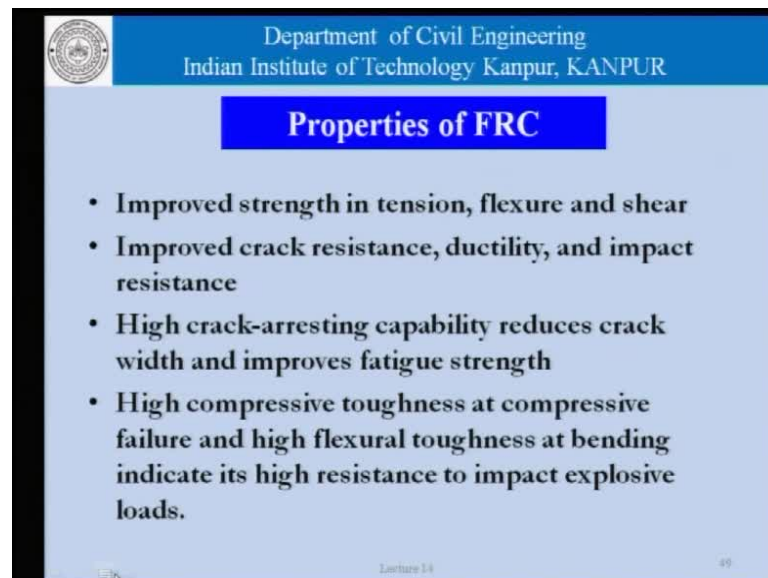 Department of Civil Engineering
Indian Institute of Technology Kanpur, KANPUR
Properties of FRC
• Improved strength in tension, flexure and shear
• Improved crack resistance, ductility, and impact
resistance
• High crack-arresting capability reduces crack
width and improves fatigue strength
• High compressive toughness at compressive
failure and high flexural toughness at bending
indicate its high resistance to impact explosive
loads.
Lecture 14
49